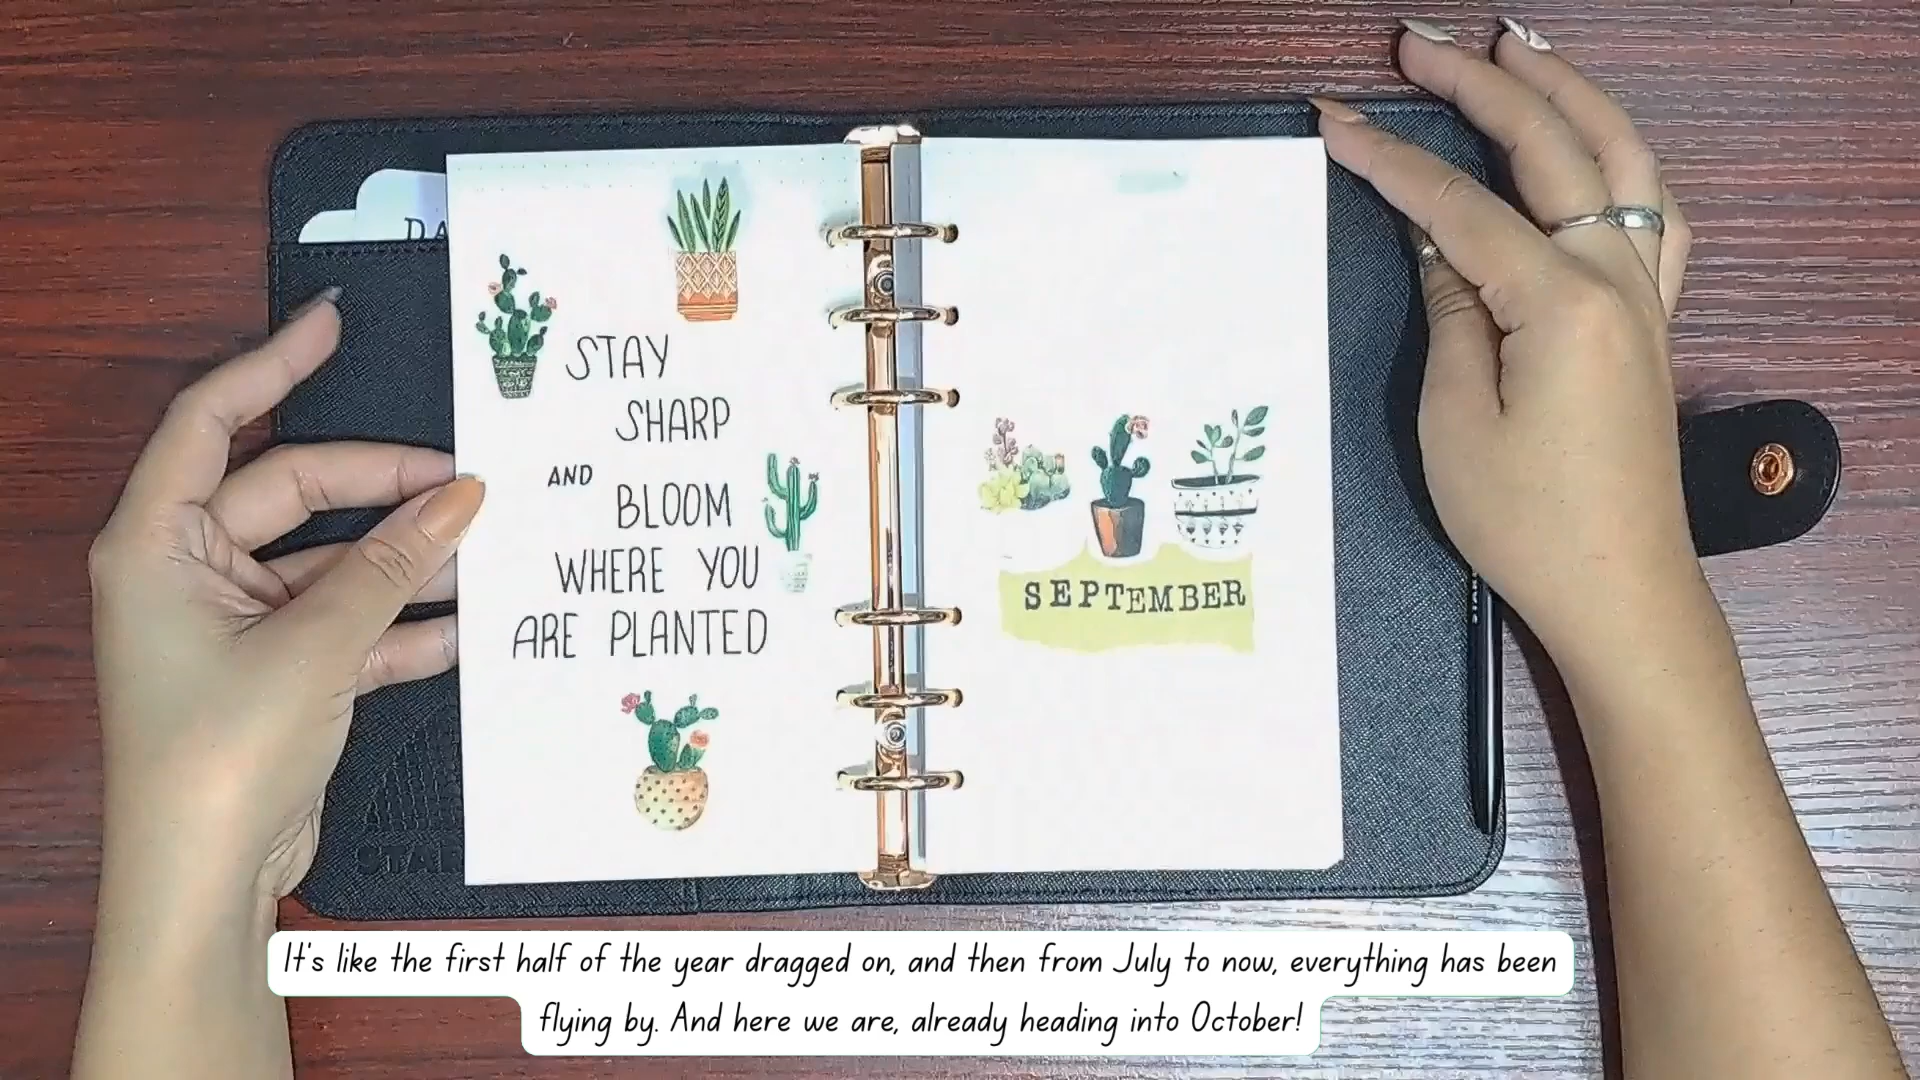 DA
STAY
SHARP
AND
BLOOM
WHERE YOU
ARE PLANTED
SEPTEMBER
STAR
It's like the first half of the year dragged on, and then from July to now, everything has been
flying by. And here we are, already heading into October!